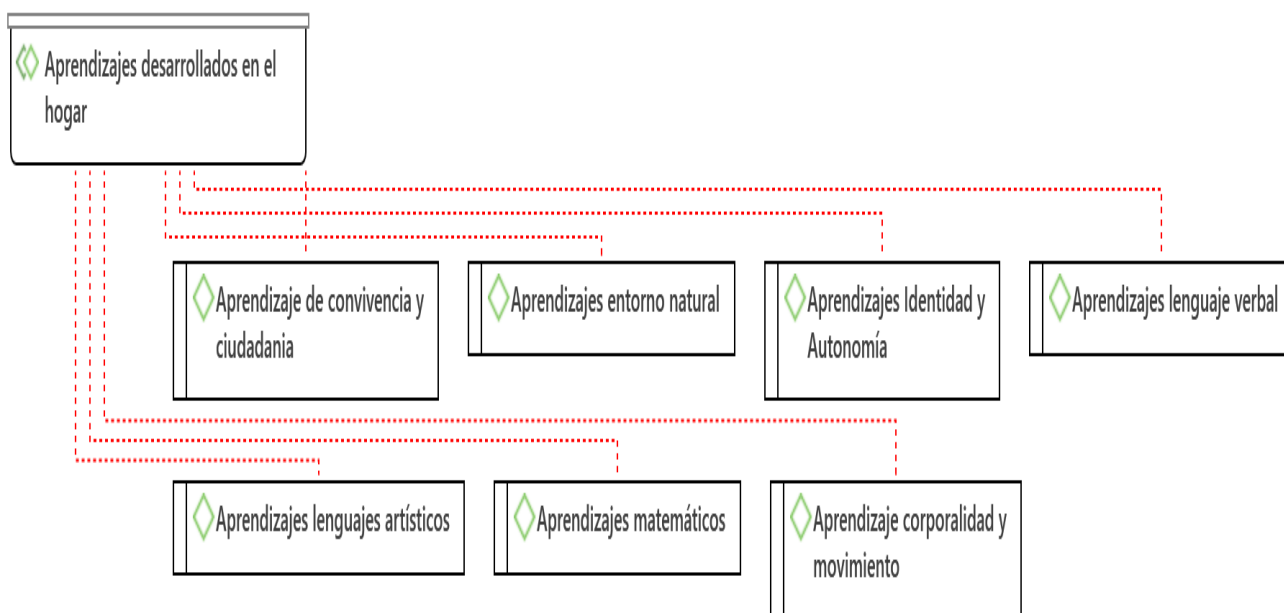 Aprendizajes desarrollados en el
hogar
Aprendizaje de convivencia y
ciudadania
Aprendizajes entorno natural
Aprendizajes Identidad y
Autonomía
Aprendizajes lenguaje verbal
Aprendizajes lenguajes artísticos
Aprendizajes matemáticos
Aprendizaje corporalidad y
movimiento